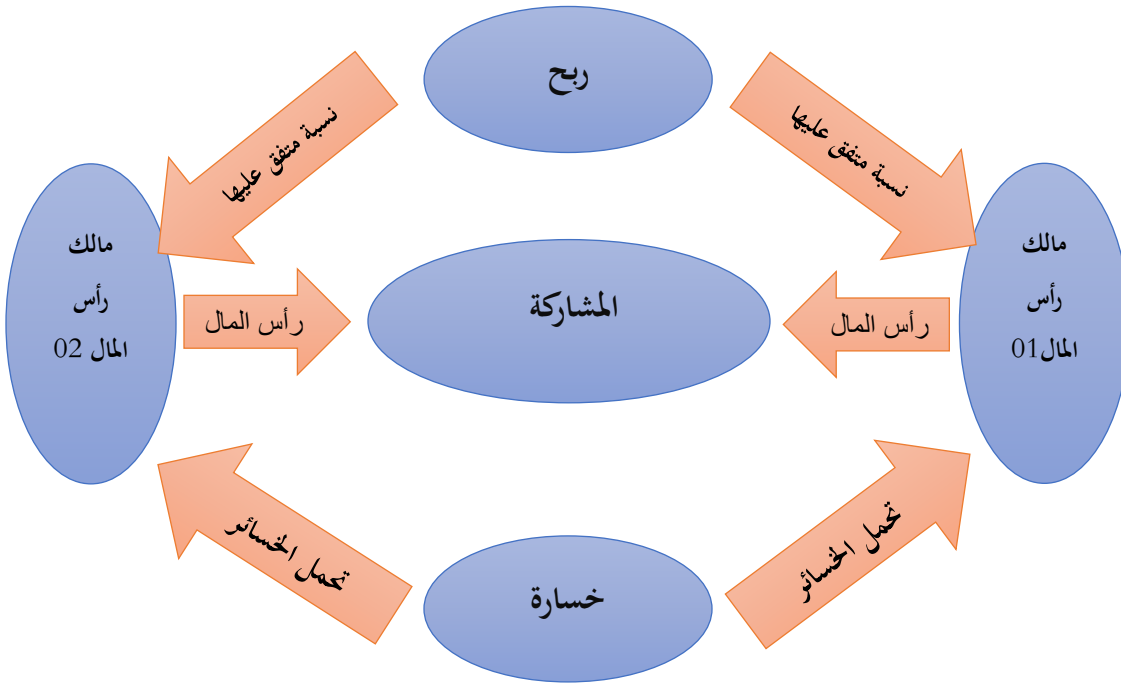 ربح
نسبة متفق عليها
نسبة متفق عليها
مالك
رأس
المال01
رأس المال
المشاركة
رأس المال
مالك
رأس
المال 02
تحمل الخسائر
تحمل الخسائر
خسارة